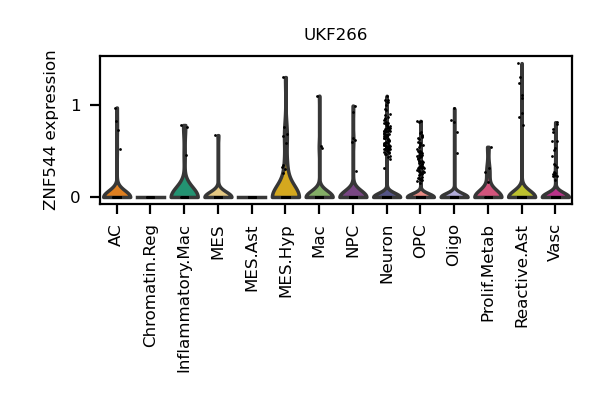 UKF266
ZNF544 expression
1
0
AC
Chromatin.Reg
Inflammatory.Mac
MES
MES.Ast
MES.Hyp
Mac
NPC
Neuron
OPC
Oligo
Prolif.Metab
Reactive.Ast
Vasc